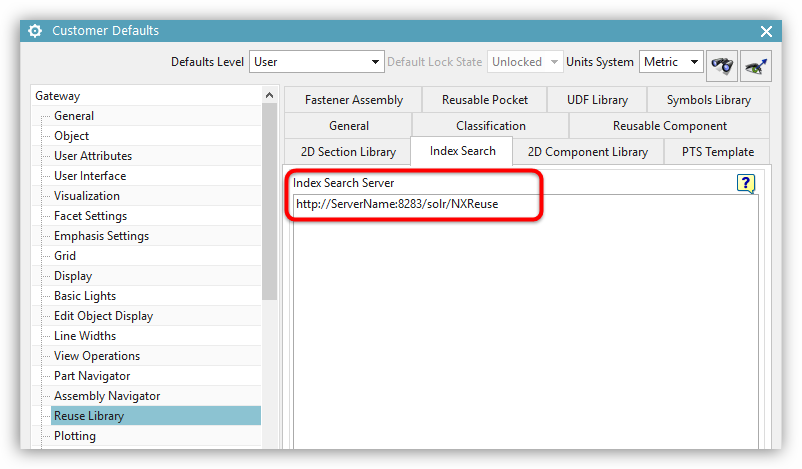 Customer Defaults
Defaults Level User Default Lock State Unlocked Units System Metric
Gateway
General
Object
User Attributes
User Interface
Visualization
Facet Settings
Emphasis Settings
Grid
Display
Basic Lights
Edit Object Display
Line Widths
View Operations
Part Navigator
Assembly Navigator
Reuse Library
Plotting
Fastener Assembly Reusable Pocket UDF Library Symbols Library
General Classification Reusable Component
2D Section Library Index Search 2D Component Library PTS Template
Index Search Server
?
http://ServerName:8283/solr/NXReuse